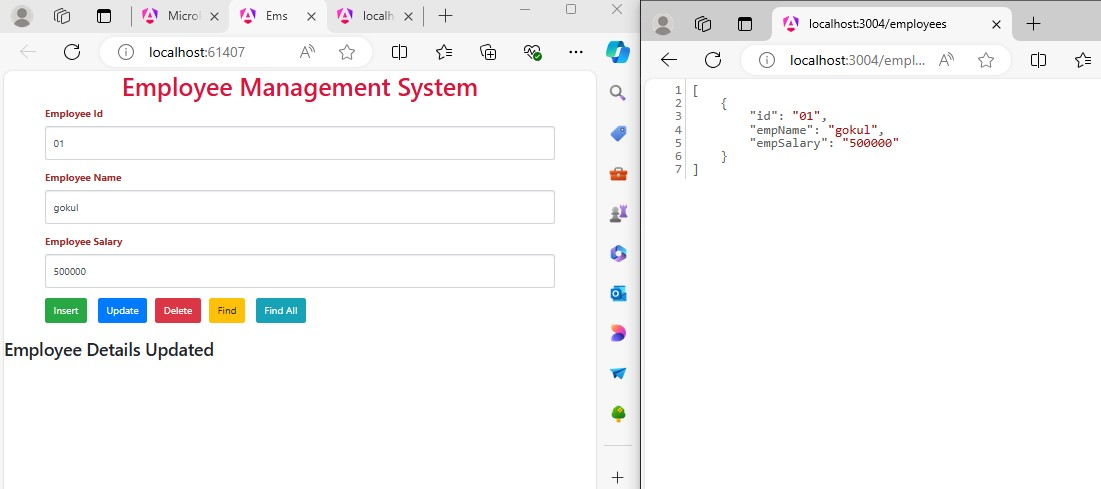 Microl
Ems
localh
localhost:61407
Employee Management System
Employee Id
01
Employee Name
gokul
Employee Salary
500000
Insert Update Delete Find Find All
Employee Details Updated
localhost:3004/employees
localhost:3004/empl...
1 [
2 {
3 "id": "01",
4 "empName": "gokul",
5 "empSalary": "500000"
6 }
7 ]